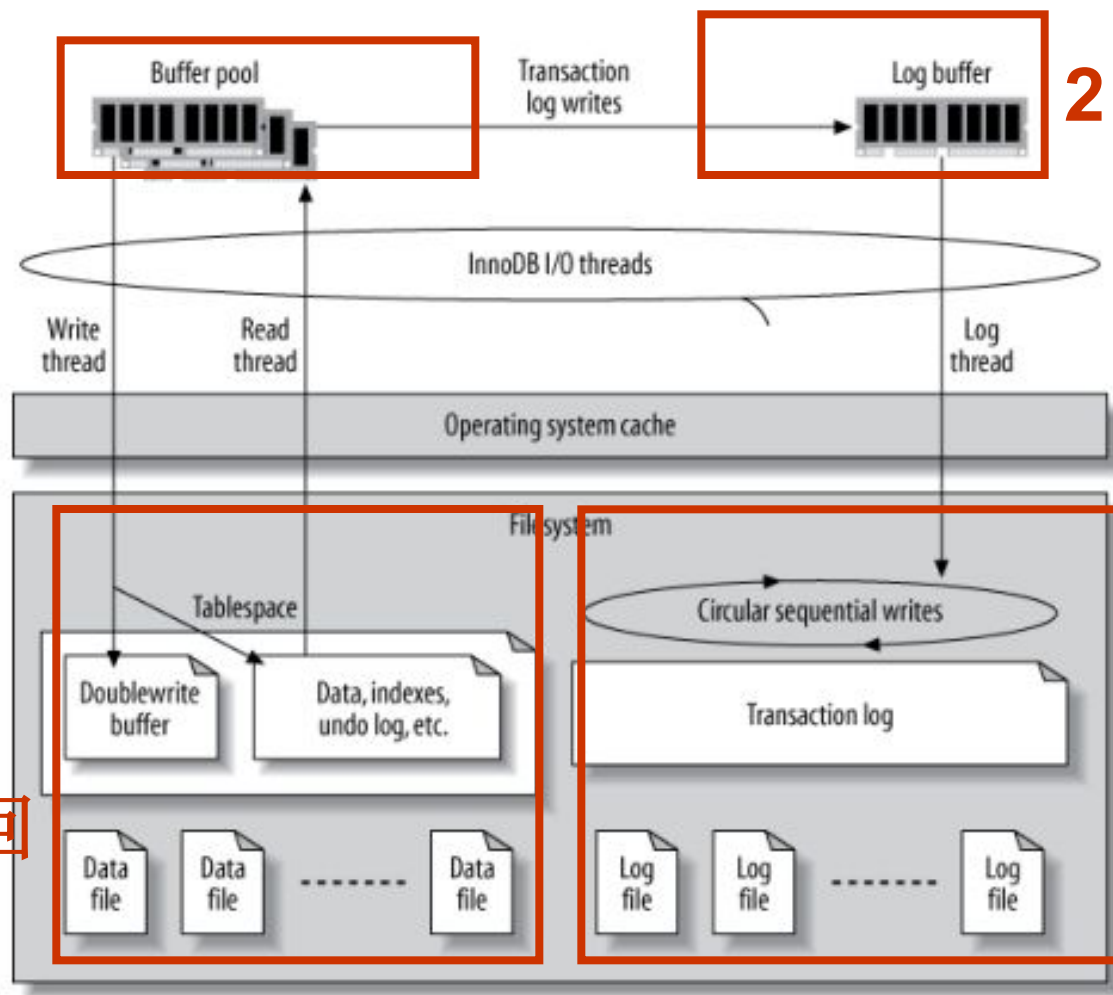 Buffer pool
Transaction
log writes
Log buffer
2
InnoDB I/O threads
Write
thread
Read
thread
Log
thread
Operating system cache
Filesystem
Tablespace
Circular sequential writes
Doublewrite
buffer
Data, indexes,
undo log, etc.
Transaction log
Data
file
Data
file
Data
file
Log
file
Log
file
Log
file